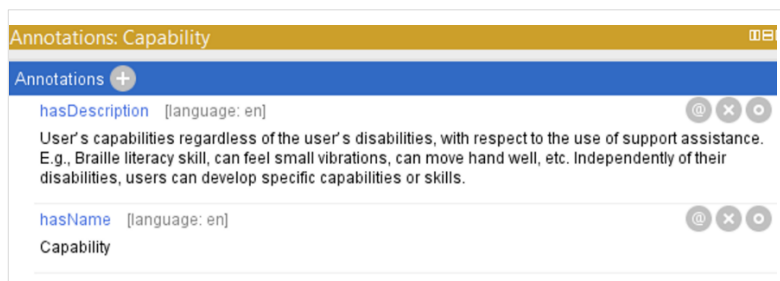 Annotations: Capability
Annotations
hasDescription [language: en]
User's capabilities regardless of the user's disabilities, with respect to the use of support assistance.
E.g., Braille literacy skill, can feel small vibrations, can move hand well, etc. Independently of their
disabilities, users can develop specific capabilities or skills.
hasName [language: en]
Capability